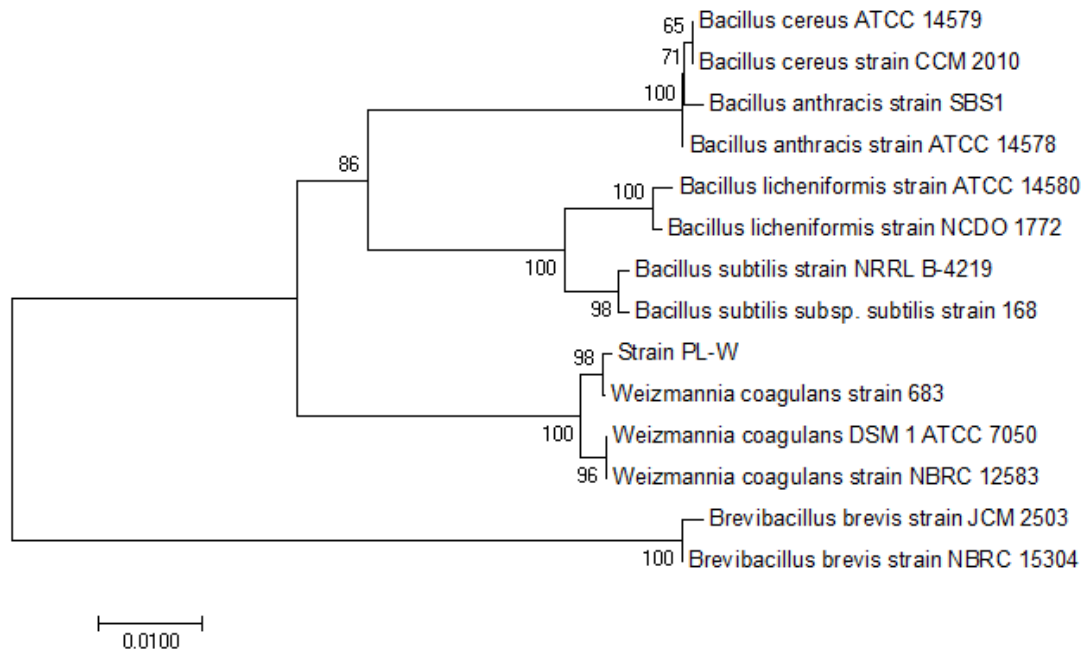 65
Bacillus cereus ATCC 14579
71
Bacillus cereus strain CCM 2010
100
Bacillus anthracis strain SBS1
Bacillus anthracis strain ATCC 14578
86
100
Bacillus licheniformis strain ATCC 14580
Bacillus licheniformis strain NCDO 1772
100
Bacillus subtilis strain NRRL B-4219
98
Bacillus subtilis subsp. subtilis strain 168
98
Strain PL-W
Weizmannia coagulans strain 683
100
Weizmannia coagulans DSM 1 ATCC 7050
96
Weizmannia coagulans strain NBRC 12583
Brevibacillus brevis strain JCM 2503
100
Brevibacillus brevis strain NBRC 15304
0.0100